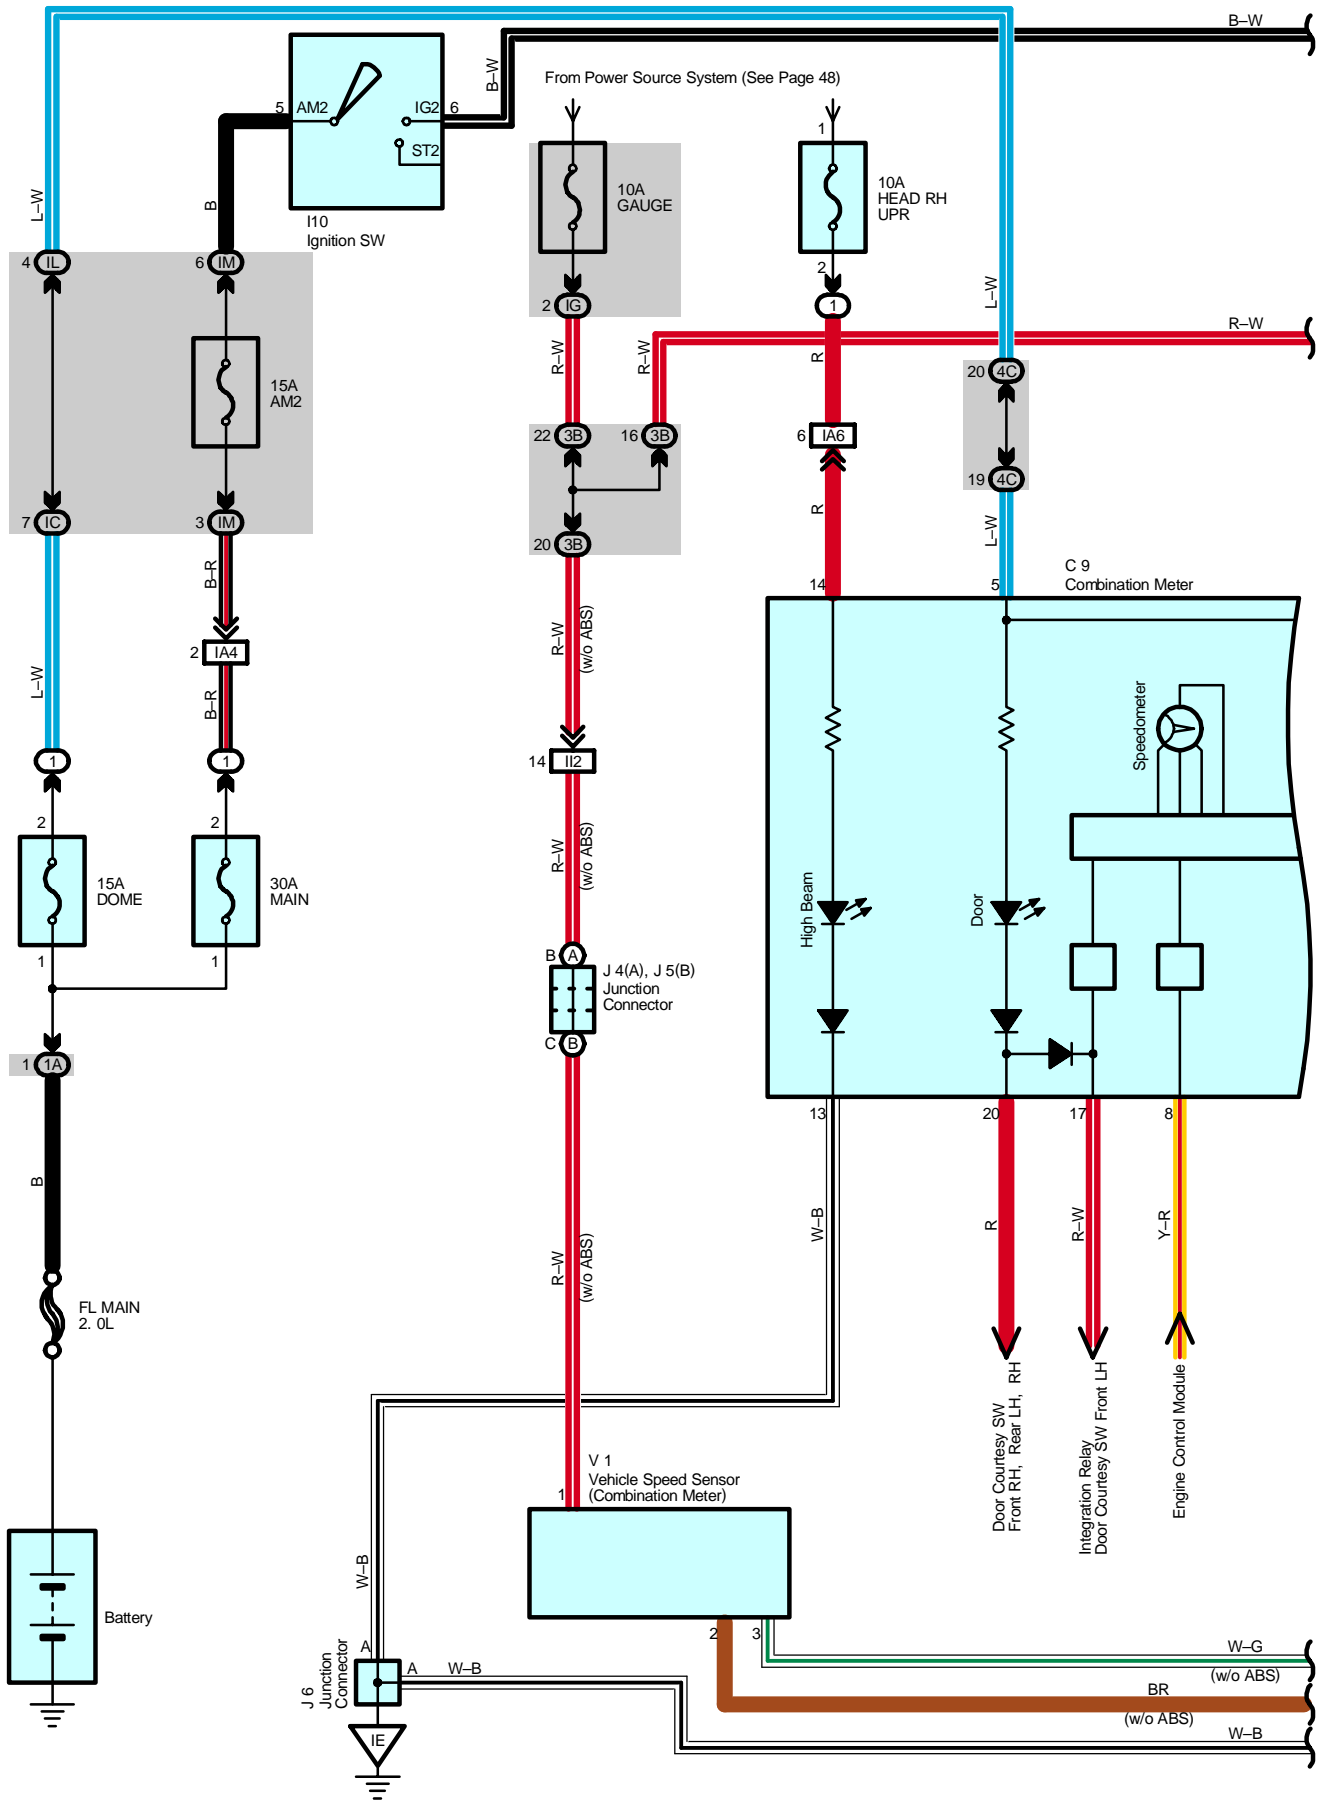 B–W
From Power Source System (See Page 48)
B–W
5 AM2
IG2 6
ST2
I10
Ignition SW
1
10A
GAUGE
10A
HEAD RH
UPR
L–W
B
4 IL
6 IM
2
2 IG
1
L–W
R–W
R–W
R–W
R
15A
AM2
20 4C
22 3B
16 3B
6 IA6
19 4C
7 IC
3 IM
R
L–W
20 3B
B–R
C 9
Combination Meter
14
5
R–W
(w/o ABS)
2 IA4
L–W
B–R
Speedometer
14 II2
1
1
2
2
R–W
(w/o ABS)
15A
DOME
30A
MAIN
High Beam
Door
1
1
B A
J 4(A), J 5(B)
Junction
Connector
C B
1 1A
13
20
17
8
B
R–W
(w/o ABS)
W–B
R
R–W
Y–R
FL MAIN
2. 0L
Door Courtesy SW
Front RH, Rear LH, RH
Integration Relay
Door Courtesy SW Front LH
Engine Control Module
V 1
Vehicle Speed Sensor
(Combination Meter)
1
W–B
Battery
2
3
A
A
W–B
J 6
Junction
Connector
IE
W–G
(w/o ABS)
BR
(w/o ABS)
W–B